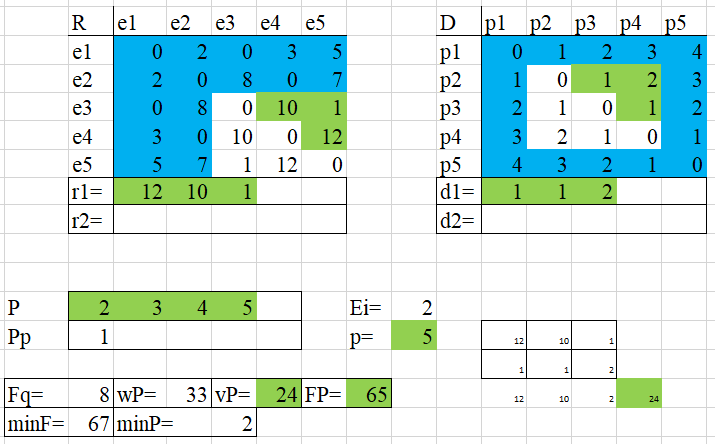 R e1 e2 e3 e4 e5 D p1 p2 p3 p4 p5
e1 0 2 0 3 5 p1 0 1 2 3 4
e2 2 0 8 0 7 p2 1 0 1 2 3
e3 0 8 0 10 1 p3 2 1 0 1 2
e4 3 0 10 0 12 p4 3 2 1 0 1
e5 5 7 1 12 0 p5 4 3 2 1 0
r1= 12 10 1 d1= 1 1 2
r2= d2=
P 2 3 4 5 Ei= 2
Pp 1 p= 5 12 10 1
1 1 2
Fq= 8 wP= 33 vP= 24 FP= 65 12 10 2 24
minF= 67 minP= 2